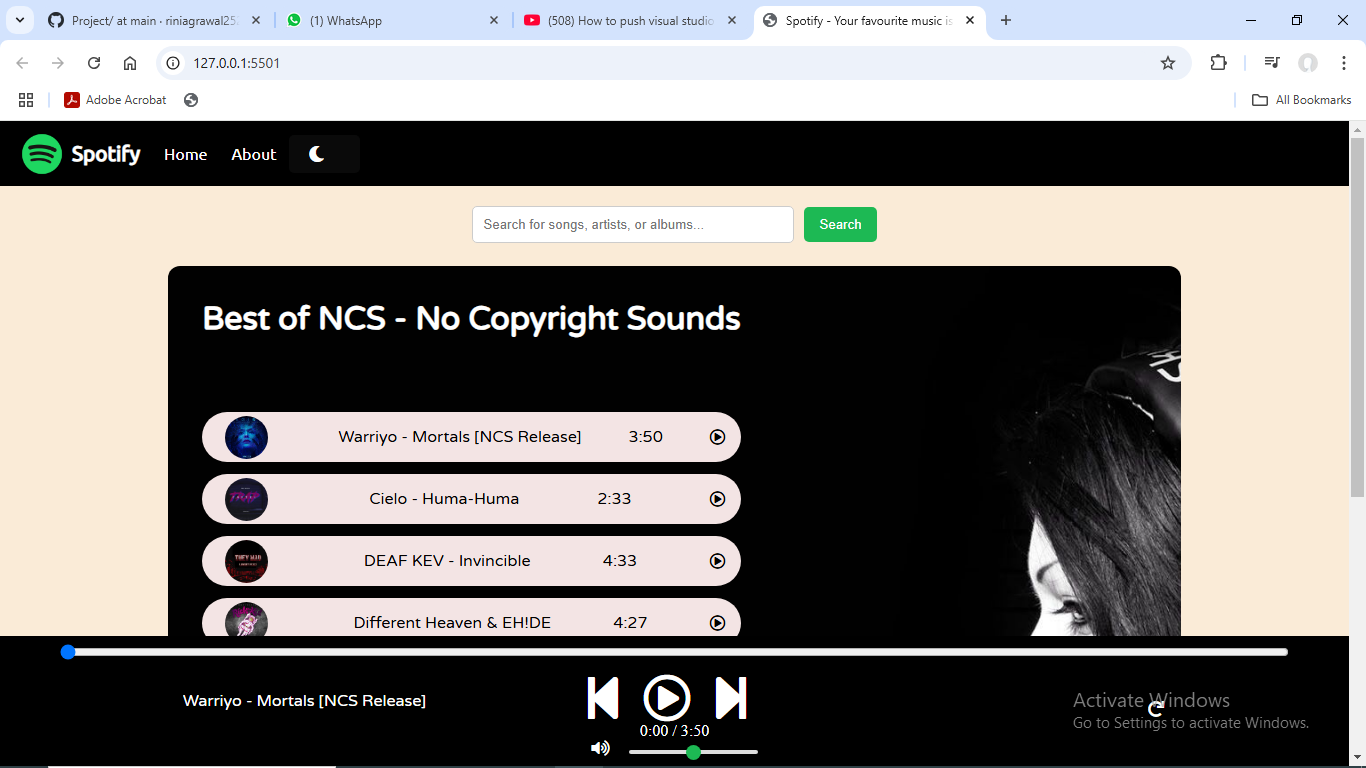 Project/ at main · riniagrawal25
(1) WhatsApp
(508) How to push visual studio
Spotify - Your favourite music is
127.0.0.1:5501
Adobe Acrobat
All Bookmarks
Spotify
Home
About
Search for songs, artists, or albums...
Search
Best of NCS - No Copyright Sounds
Warriyo - Mortals [NCS Release] 3:50
Cielo - Huma-Huma 2:33
DEAF KEV - Invincible 4:33
Different Heaven & EH!DE 4:27
Warriyo - Mortals [NCS Release]
0:00 / 3:50
Activate Windows
Go to Settings to activate Windows.